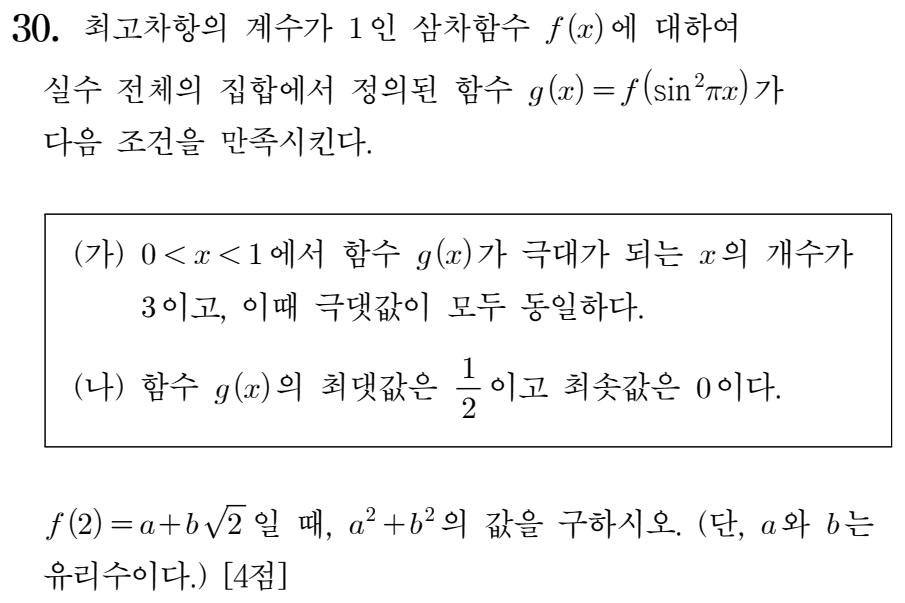 30. 최고차항의 계수가 1인 삼차함수 f(x)에 대하여
실수 전체의 집합에서 정의된 함수 g(x)=f(sin²πx)가
다음 조건을 만족시킨다.
(가) 0<x<1에서 함수 g(x)가 극대가 되는 x의 개수가
3이고, 이때 극댓값이 모두 동일하다.
(나) 함수 g(x)의 최댓값은 1/2이고 최솟값은 0이다.
f(2)=a+b√2일 때, a²+b²의 값을 구하시오. (단, a와 b는
유리수이다.) [4점]